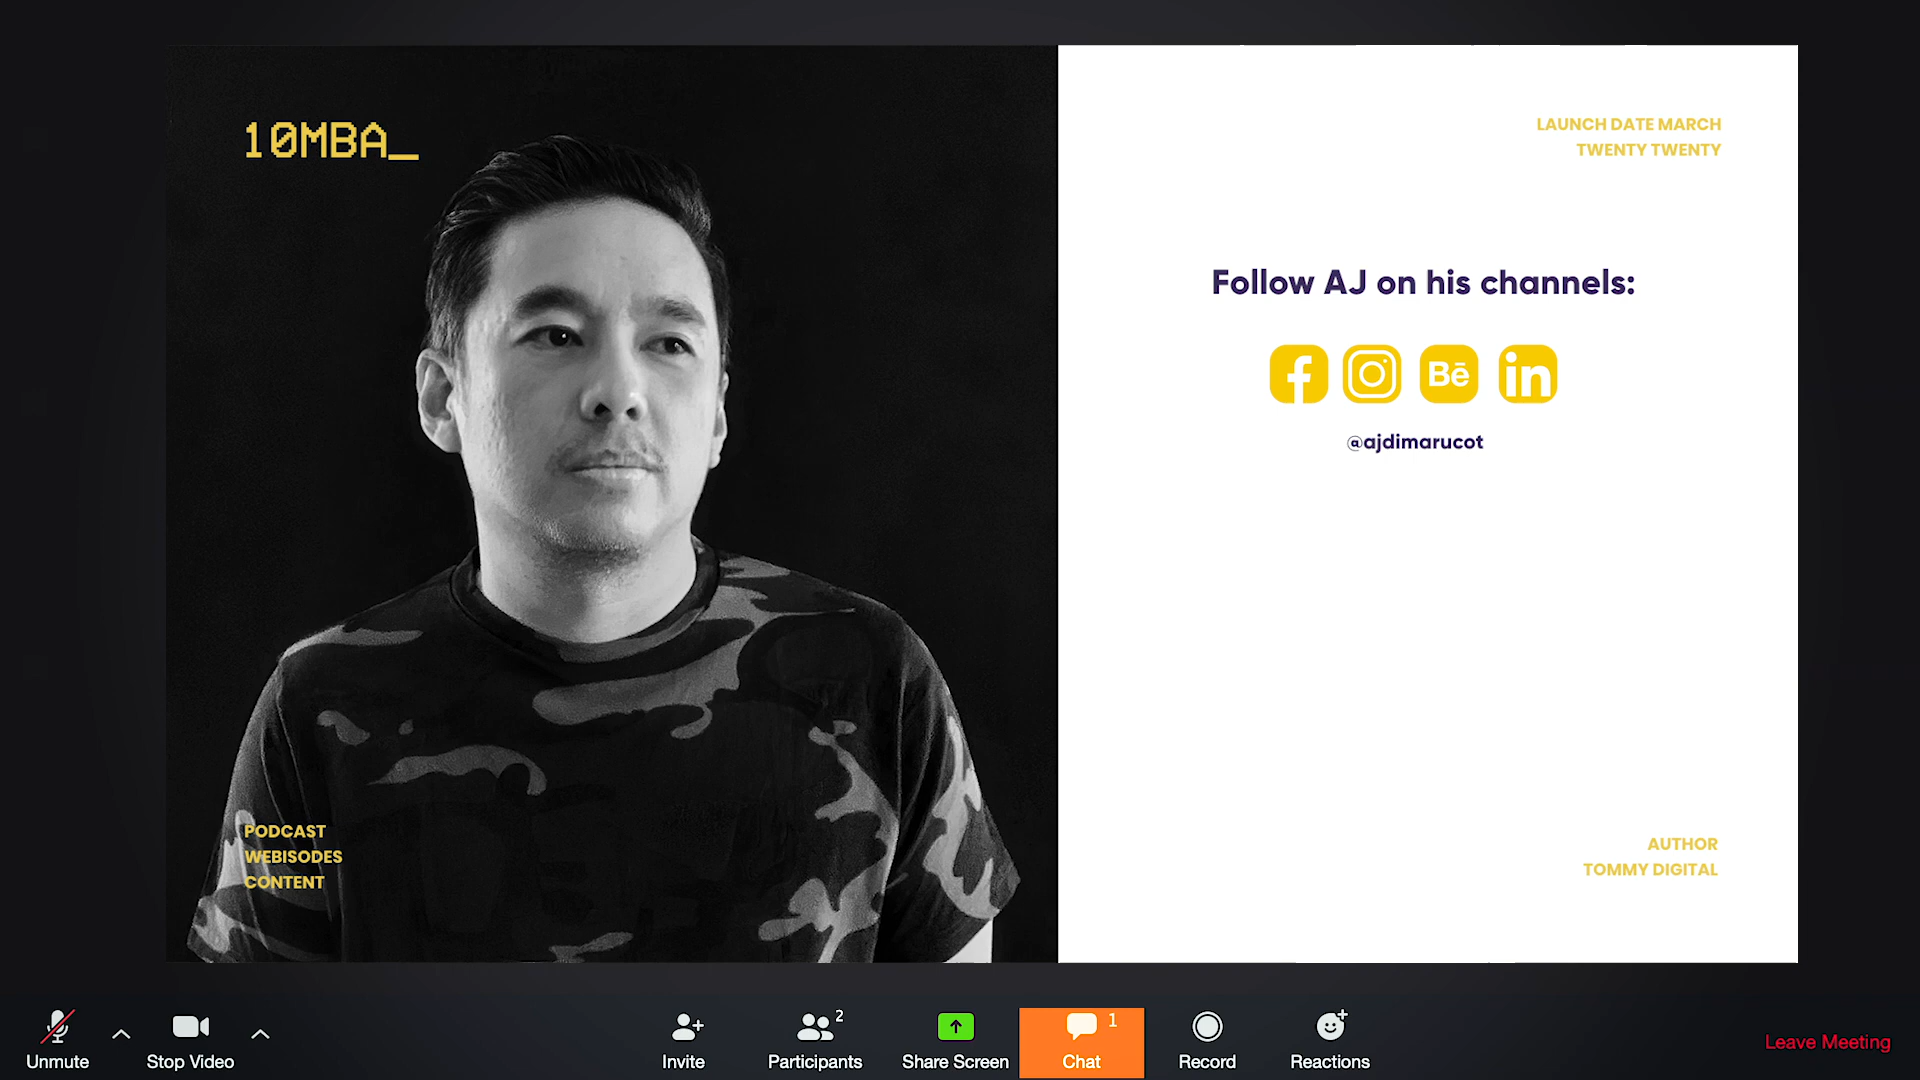 10MBA_
LAUNCH DATE MARCH
TWENTY TWENTY
Follow AJ on his channels:
Bē
in
@ajdimarucot
PODCAST
WEBISODES
CONTENT
AUTHOR
TOMMY DIGITAL
Unmute
Stop Video
Invite
2
Participants
Share Screen
1
Chat
Record
Reactions
Leave Meeting